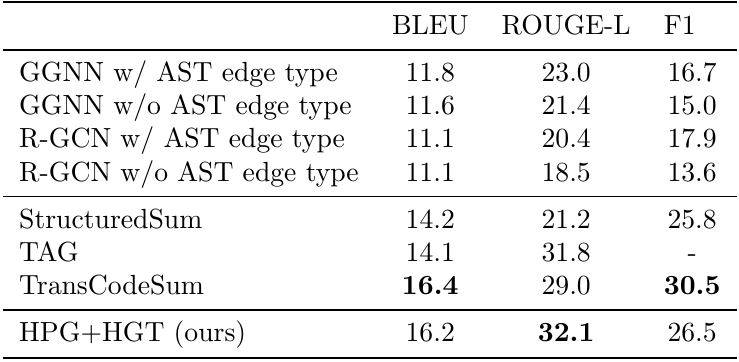 BLEU ROUGE-L F1
GGNN w/ AST edge type 11.8 23.0 16.7
GGNN w/o AST edge type 11.6 21.4 15.0
R-GCN w/ AST edge type 11.1 20.4 17.9
R-GCN w/o AST edge type 11.1 18.5 13.6
StructuredSum 14.2 21.2 25.8
TAG 14.1 31.8 -
TransCodeSum 16.4 29.0 30.5
HPG+HGT (ours) 16.2 32.1 26.5